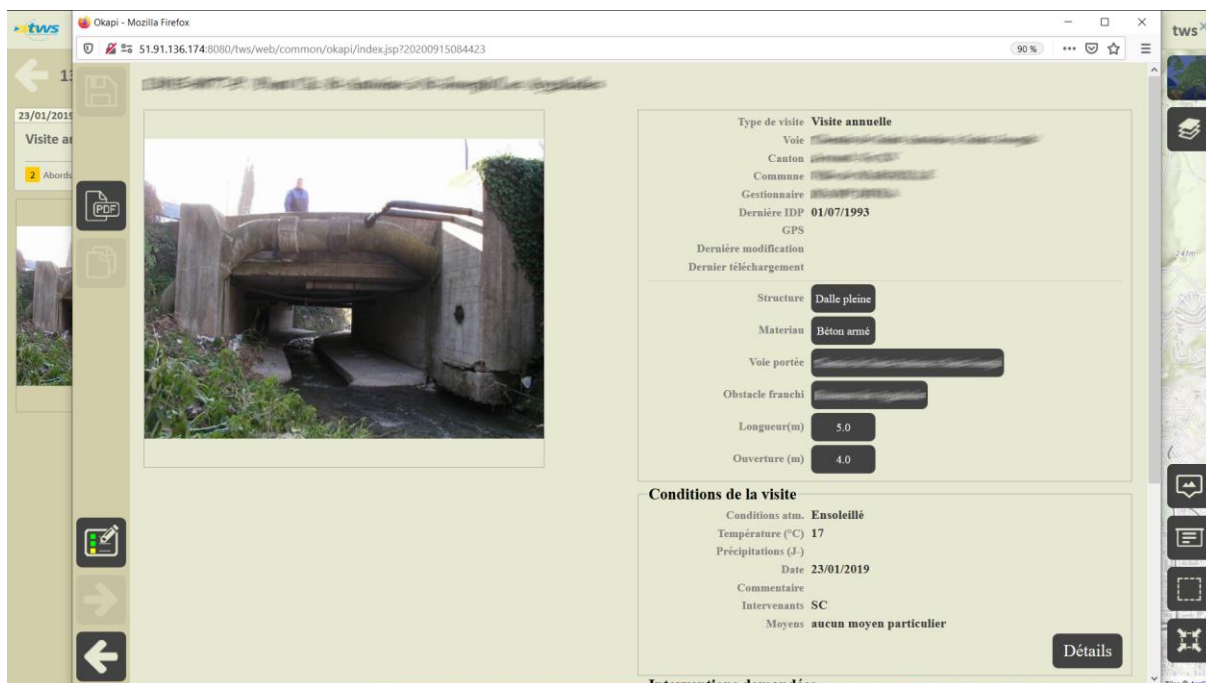 tws
Okapi - Mozilla Firefox
tws
51.91.136.174:8080/tws/web/common/okapi/index.jsp?20200915084423
90 %
23/01/2019
Visite
2 Abords
PDF
Type de visite Visite annuelle
Voie
Canton
Commune
Gestionnaire
Dernière IDP 01/07/1993
GPS
Dernière modification
Dernier téléchargement
Structure Dalle pleine
Materiau Béton armé
Voie portée
Obstacle franchi
Longueur(m) 5.0
Ouverture (m) 4.0
241m
Conditions de la visite
Conditions atm. Ensoleillé
Température (°C) 17
Précipitations (J-)
Date 23/01/2019
Commentaire
Intervenants SC
Moyens aucun moyen particulier
Détails
Interventions demandées